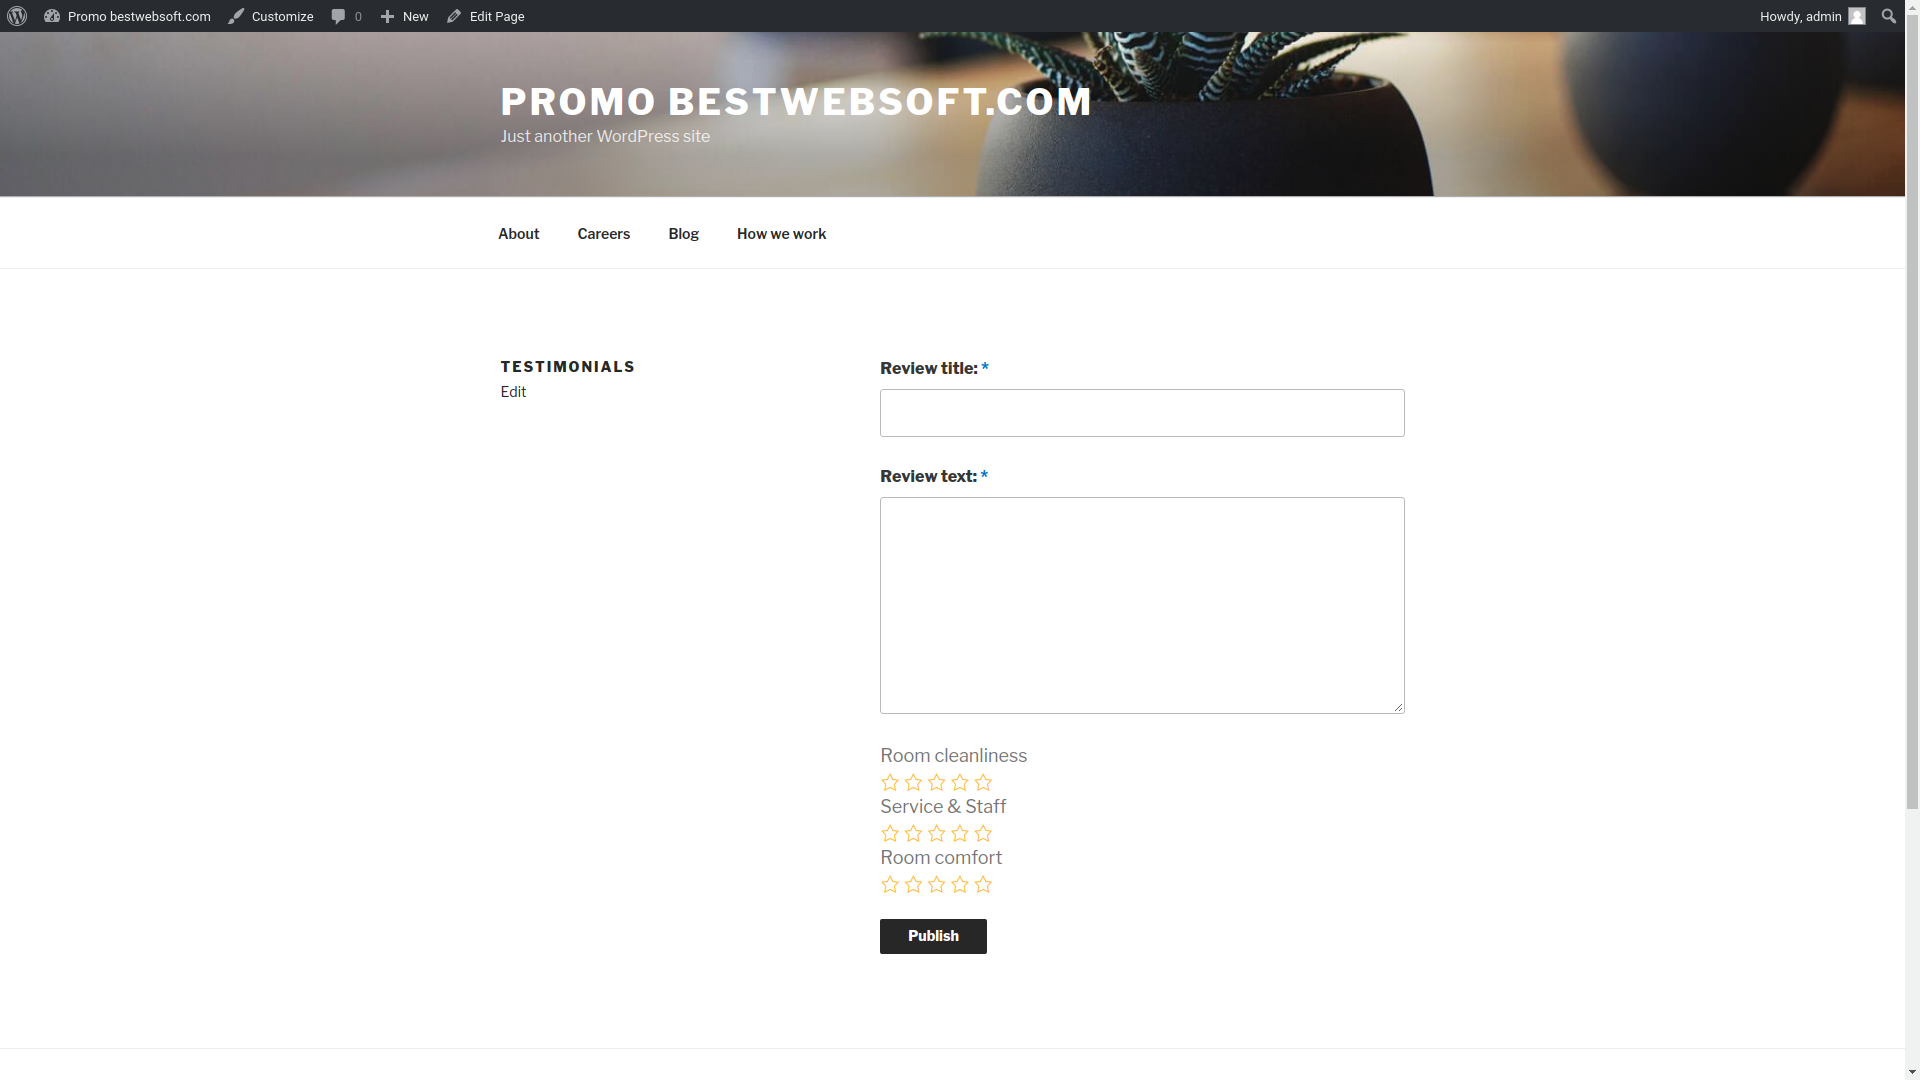 Promo bestwebsoft.com Customize 0 New Edit Page Howdy, admin
PROMO BESTWEBSOFT.COM
Just another WordPress site
About Careers Blog How we work
TESTIMONIALS
Edit
Review title: *
Review text: *
Room cleanliness
Service & Staff
Room comfort
Publish